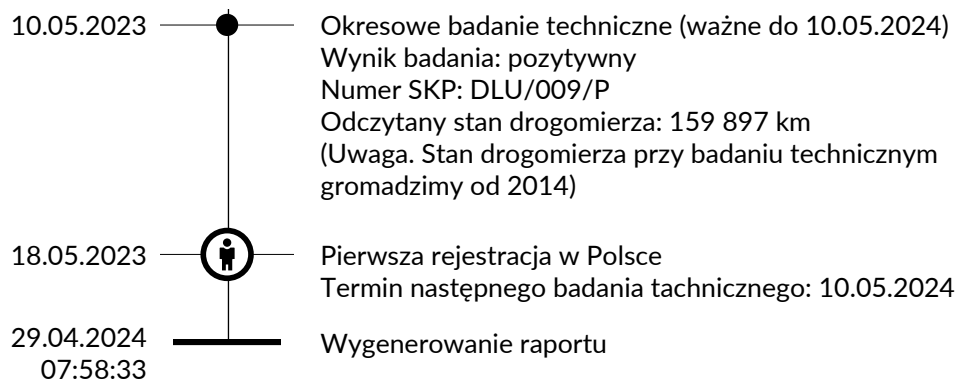 10.05.2023
Okresowe badanie techniczne (ważne do 10.05.2024)
Wynik badania: pozytywny
Numer SKP: DLU/009/P
Odczytany stan drogomierza: 159 897 km
(Uwaga. Stan drogomierza przy badaniu technicznym
gromadzimy od 2014)
18.05.2023
Pierwsza rejestracja w Polsce
Termin następnego badania tachnicznego: 10.05.2024
29.04.2024
07:58:33
Wygenerowanie raportu